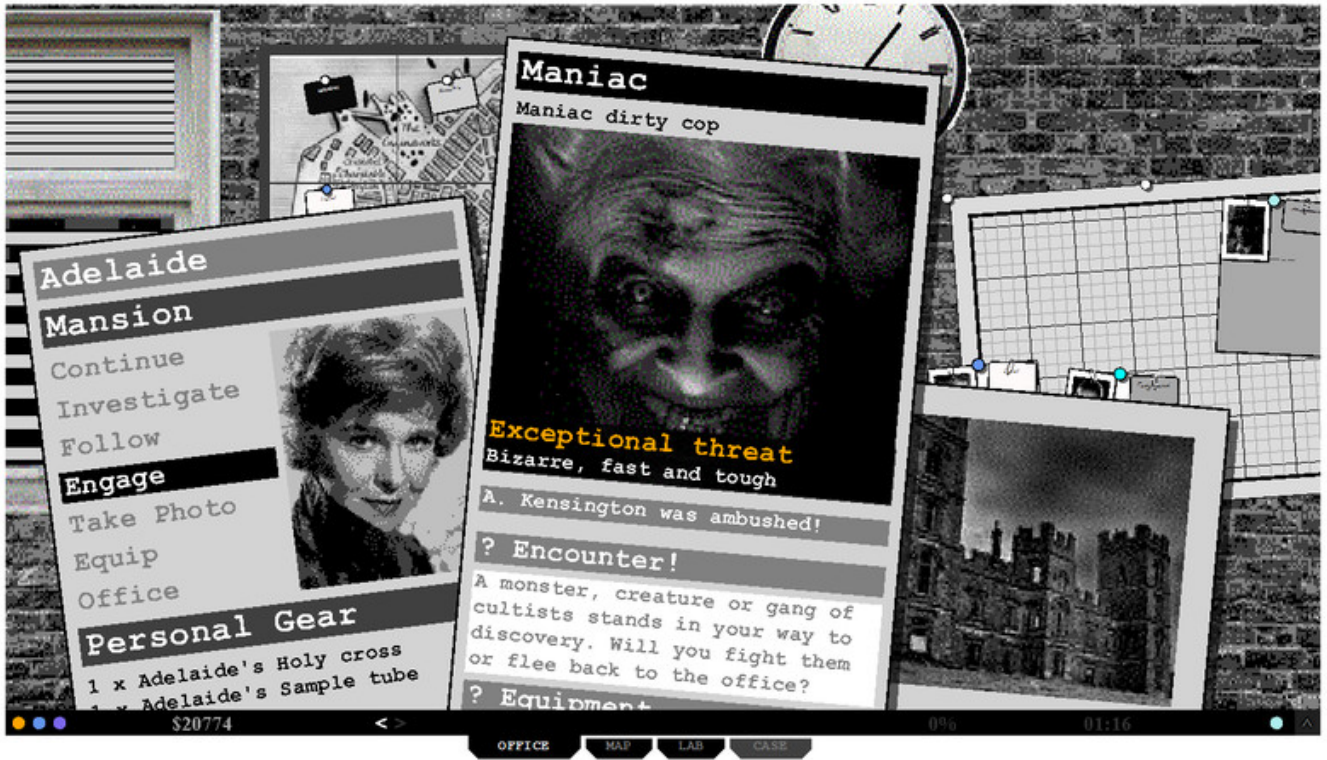 Adelaide
Mansion
Continue
Investigate
Follow
Engage
Take Photo
Equip
Office
Personal Gear
1 x Adelaide's Holy cross
1 x Adelaide's Sample tube
Maniac
Maniac dirty cop
Exceptional threat
Bizarre, fast and tough
A. Kensington was ambushed!
? Encounter!
A monster, creature or gang of
cultists stands in your way to
discovery. Will you fight them
or flee back to the office?
? Equipment
$20774
< >
0%
01:16
^
OFFICE
MAP
LAB
CASE